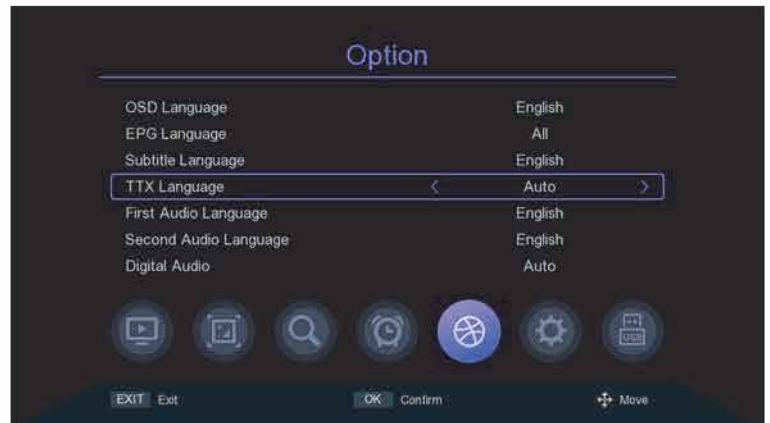 Option
OSD Language English
EPG Language All
Subtitle Language English
TTX Language < Auto >
First Audio Language English
Second Audio Language English
Digital Audio Auto
USB
EXIT Exit OK Confirm Move